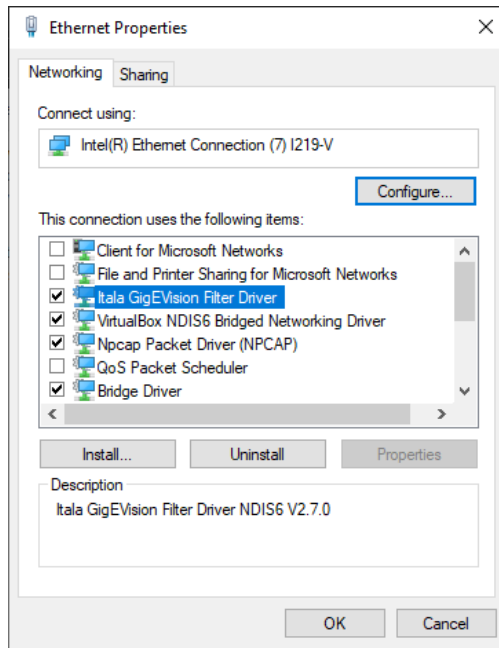 Ethernet Properties
Networking
Sharing
Connect using:
Intel(R) Ethernet Connection (7) I219-V
Configure...
This connection uses the following items:
Client for Microsoft Networks
File and Printer Sharing for Microsoft Networks
Itala GigEVision Filter Driver
VirtualBox NDIS6 Bridged Networking Driver
Npcap Packet Driver (NPCAP)
QoS Packet Scheduler
Bridge Driver
Install...
Uninstall
Properties
Description
Itala GigEVision Filter Driver NDIS6 V2.7.0
OK
Cancel